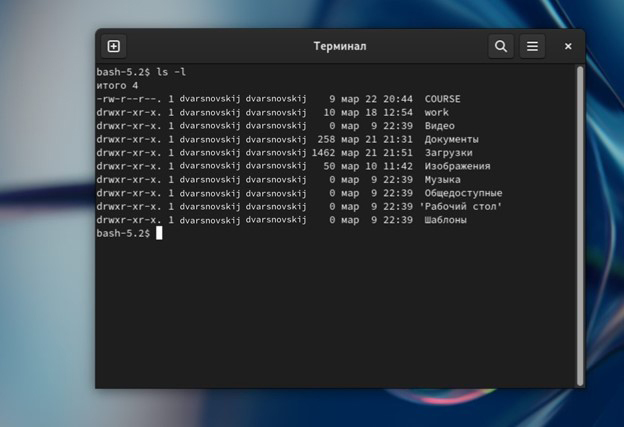 Терминал
bash-5.2$ ls -l
итого 4
-rw-r--r--. 1 dvarsnovskij dvarsnovskij    9 мар 22 20:44  COURSE
drwxr-xr-x. 1 dvarsnovskij dvarsnovskij   10 мар 18 12:54  work
drwxr-xr-x. 1 dvarsnovskij dvarsnovskij    0 мар  9 22:39  Видео
drwxr-xr-x. 1 dvarsnovskij dvarsnovskij  258 мар 21 21:31  Документы
drwxr-xr-x. 1 dvarsnovskij dvarsnovskij 1462 мар 21 21:51  Загрузки
drwxr-xr-x. 1 dvarsnovskij dvarsnovskij   50 мар 10 11:42  Изображения
drwxr-xr-x. 1 dvarsnovskij dvarsnovskij    0 мар  9 22:39  Музыка
drwxr-xr-x. 1 dvarsnovskij dvarsnovskij    0 мар  9 22:39  Общедоступные
drwxr-xr-x. 1 dvarsnovskij dvarsnovskij    0 мар  9 22:39 'Рабочий стол'
drwxr-xr-x. 1 dvarsnovskij dvarsnovskij    0 мар  9 22:39  Шаблоны
bash-5.2$